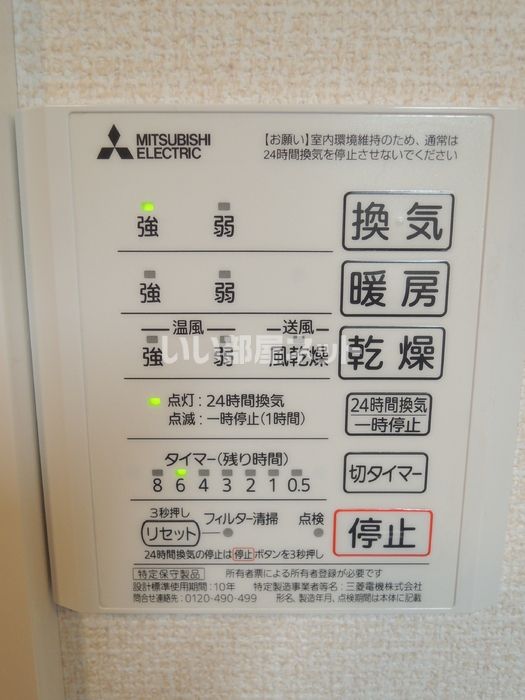 MITSUBISHI
ELECTRIC
【お願い】室内環境維持のため、通常は
24時間換気を停止させないでください
強 弱 換気
強 弱 暖房
温風 送風
強 弱 風乾燥 乾燥
いい部屋ネット
点灯:24時間換気
点滅:一時停止(1時間)
24時間換気
一時停止
タイマー(残り時間)
8 6 4 3 2 1 0.5
切タイマー
3秒押し
リセット フィルター清掃 点検
停止
24時間換気の停止は停止ボタンを3秒押し
特定保守製品 所有者票による所有者登録が必要です
設計標準使用期間:10年 特定製造事業者等名:三菱電機株式会社
問合せ連絡先:0120-490-499 形名、製造年月、点検期間は本体に記載